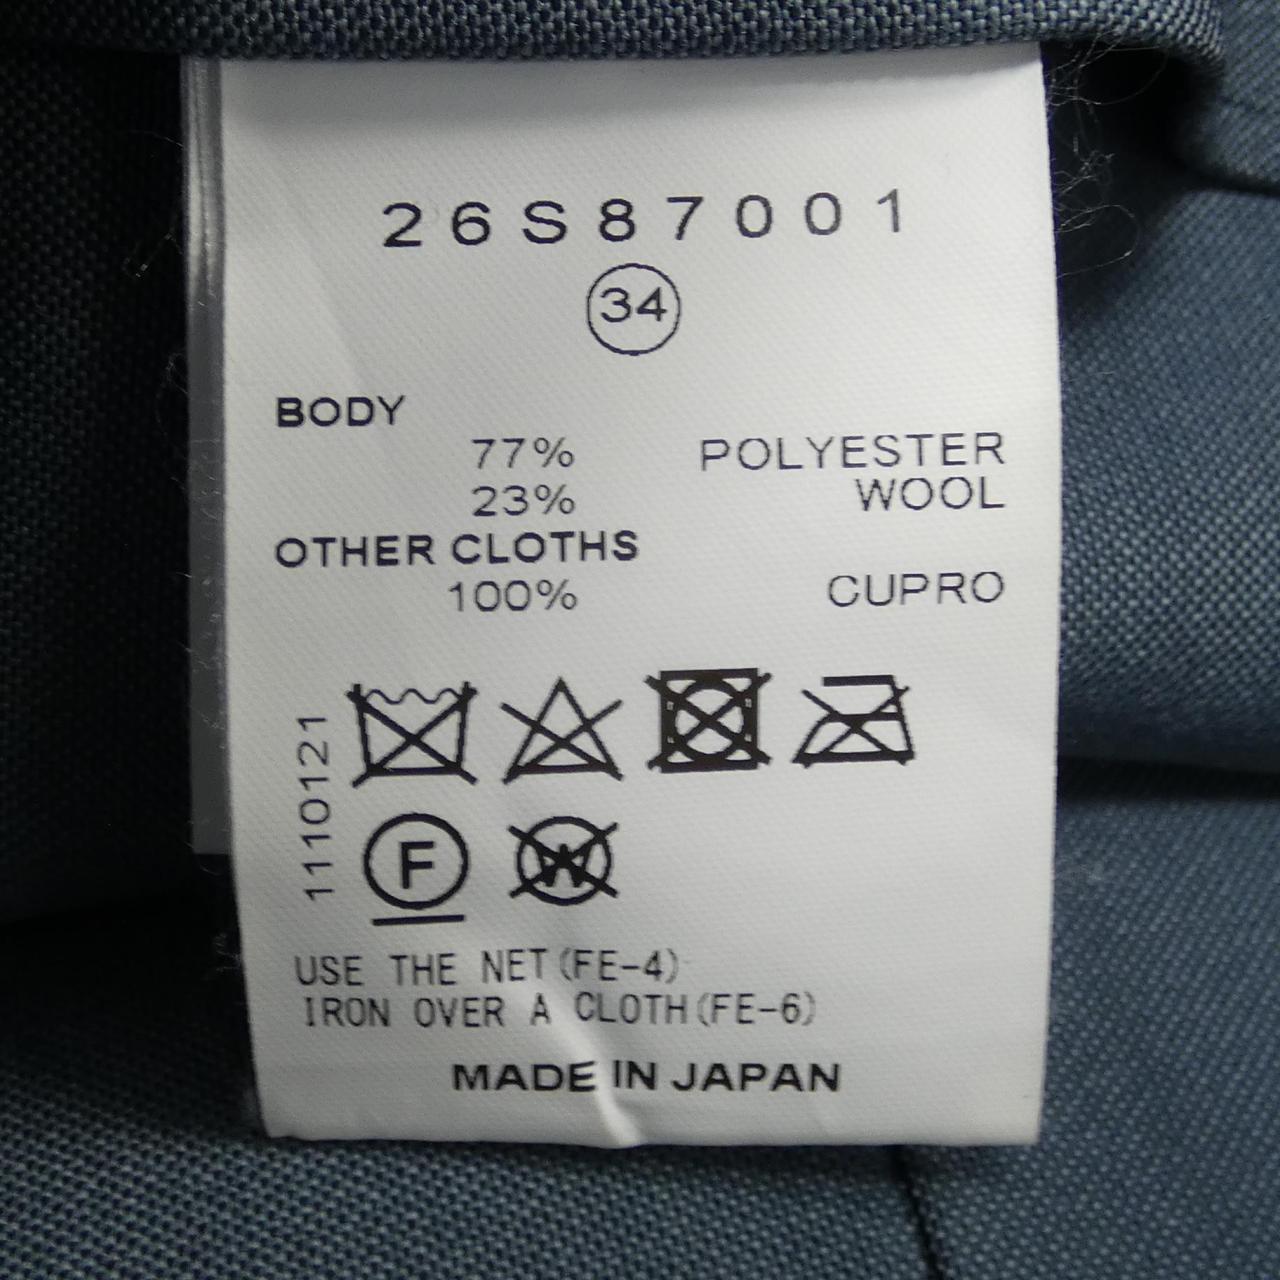 26S87001
34
BODY
77% POLYESTER
23% WOOL
OTHER CLOTHS
100% CUPRO
1110121
F
W
USE THE NET(FE-4)
IRON OVER A CLOTH(FE-6)
MADE IN JAPAN